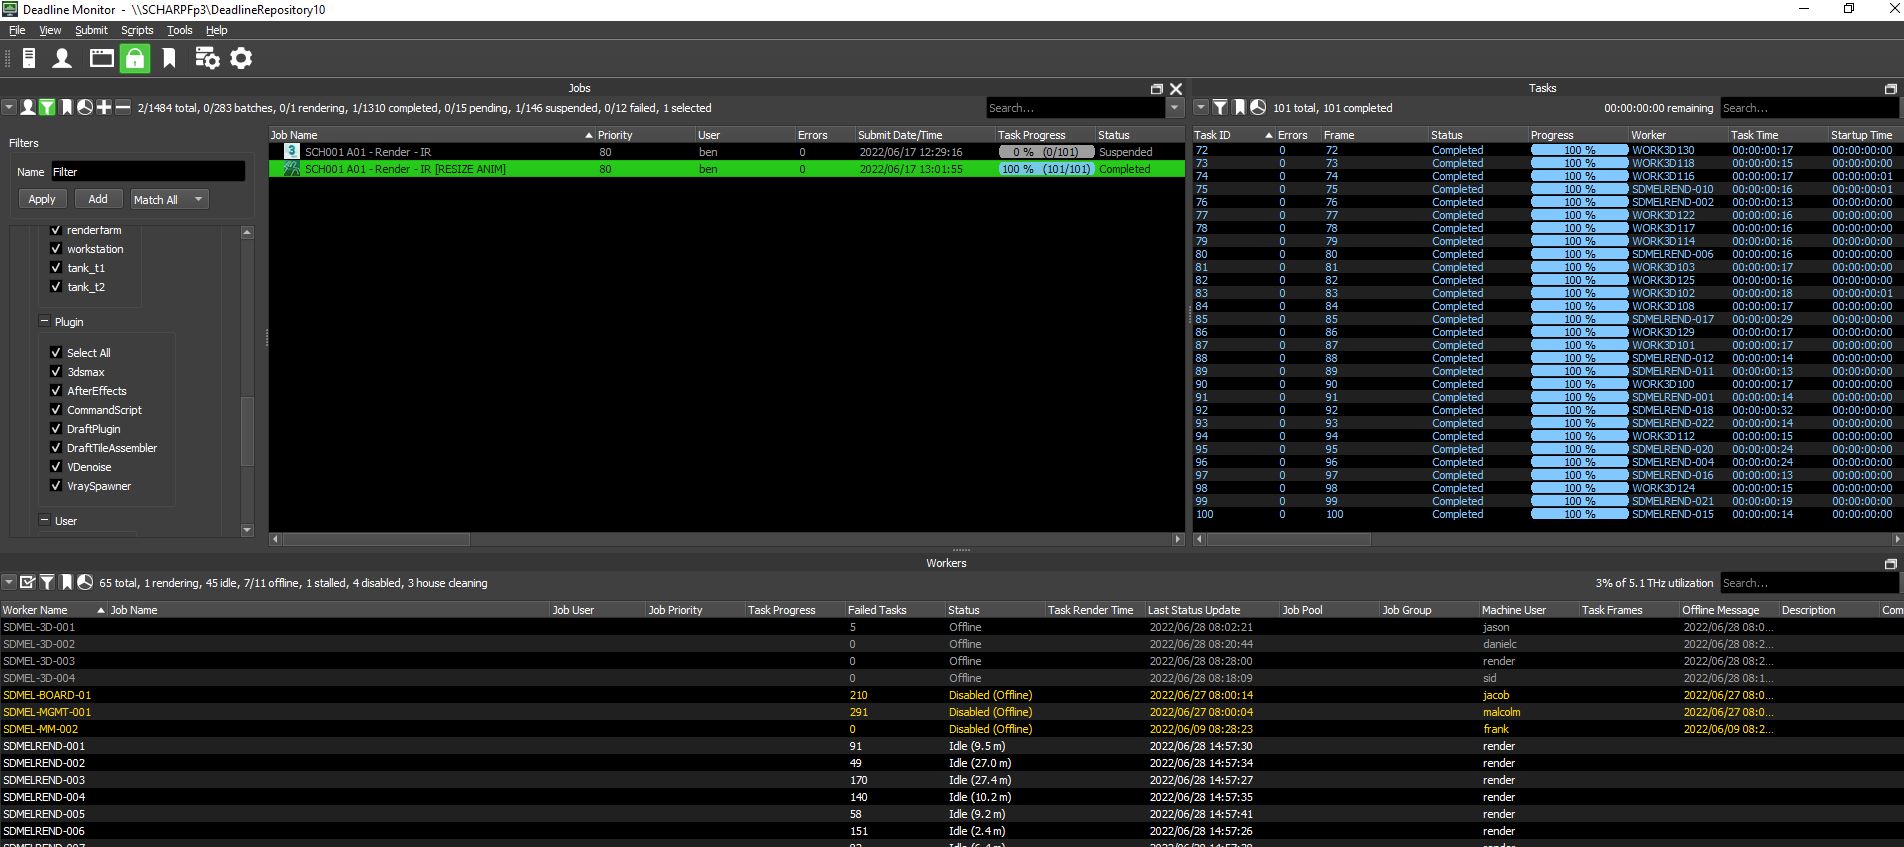 Deadline Monitor - \\SCHARPFp3\DeadlineRepository10
File View Submit Scripts Tools Help
Jobs
2/1484 total, 0/283 batches, 0/1 rendering, 1/1310 completed, 0/15 pending, 1/146 suspended, 0/12 failed, 1 selected
Search...
Filters
Name Filter
Apply Add Match All
renderfarm
workstation
tank_t1
tank_t2
Plugin
Select All
3dsmax
AfterEffects
CommandScript
DraftPlugin
DraftTileAssembler
VDenoise
VraySpawner
User
Job Name Priority User Errors Submit Date/Time Task Progress Status
3 SCH001 A01 - Render - IR 80 ben 0 2022/06/17 12:29:16 0 % (0/101) Suspended
SCH001 A01 - Render - IR [RESIZE ANIM] 80 ben 0 2022/06/17 13:01:55 100 % (101/101) Completed
Tasks
101 total, 101 completed 00:00:00:00 remaining Search...
Task ID Errors Frame Status Progress Worker Task Time Startup Time
72 0 72 Completed 100 % WORK3D130 00:00:00:17 00:00:00:00
73 0 73 Completed 100 % WORK3D118 00:00:00:15 00:00:00:00
74 0 74 Completed 100 % WORK3D116 00:00:00:17 00:00:00:01
75 0 75 Completed 100 % SDMELREND-010 00:00:00:16 00:00:00:01
76 0 76 Completed 100 % SDMELREND-002 00:00:00:13 00:00:00:00
77 0 77 Completed 100 % WORK3D122 00:00:00:16 00:00:00:00
78 0 78 Completed 100 % WORK3D117 00:00:00:16 00:00:00:00
79 0 79 Completed 100 % WORK3D114 00:00:00:16 00:00:00:00
80 0 80 Completed 100 % SDMELREND-006 00:00:00:16 00:00:00:00
81 0 81 Completed 100 % WORK3D103 00:00:00:17 00:00:00:00
82 0 82 Completed 100 % WORK3D125 00:00:00:16 00:00:00:00
83 0 83 Completed 100 % WORK3D102 00:00:00:18 00:00:00:01
84 0 84 Completed 100 % WORK3D108 00:00:00:17 00:00:00:00
85 0 85 Completed 100 % SDMELREND-017 00:00:00:29 00:00:00:00
86 0 86 Completed 100 % WORK3D129 00:00:00:17 00:00:00:00
87 0 87 Completed 100 % WORK3D101 00:00:00:17 00:00:00:00
88 0 88 Completed 100 % SDMELREND-012 00:00:00:14 00:00:00:00
89 0 89 Completed 100 % SDMELREND-011 00:00:00:13 00:00:00:00
90 0 90 Completed 100 % WORK3D100 00:00:00:17 00:00:00:00
91 0 91 Completed 100 % SDMELREND-001 00:00:00:14 00:00:00:00
92 0 92 Completed 100 % SDMELREND-018 00:00:00:32 00:00:00:00
93 0 93 Completed 100 % SDMELREND-022 00:00:00:14 00:00:00:00
94 0 94 Completed 100 % WORK3D112 00:00:00:15 00:00:00:00
95 0 95 Completed 100 % SDMELREND-020 00:00:00:24 00:00:00:00
96 0 96 Completed 100 % SDMELREND-004 00:00:00:24 00:00:00:00
97 0 97 Completed 100 % SDMELREND-016 00:00:00:13 00:00:00:00
98 0 98 Completed 100 % WORK3D124 00:00:00:15 00:00:00:00
99 0 99 Completed 100 % SDMELREND-021 00:00:00:19 00:00:00:00
100 0 100 Completed 100 % SDMELREND-015 00:00:00:14 00:00:00:00
Workers
65 total, 1 rendering, 45 idle, 7/11 offline, 1 stalled, 4 disabled, 3 house cleaning 3% of 5.1 THz utilization Search...
Worker Name Job Name Job User Job Priority Task Progress Failed Tasks Status Task Render Time Last Status Update Job Pool Job Group Machine User Task Frames Offline Message Description Com
SDMEL-3D-001 5 Offline 2022/06/28 08:02:21 jason 2022/06/28 08:0...
SDMEL-3D-002 0 Offline 2022/06/28 08:20:44 danielc 2022/06/28 08:2...
SDMEL-3D-003 0 Offline 2022/06/28 08:28:00 render 2022/06/28 08:2...
SDMEL-3D-004 0 Offline 2022/06/28 08:18:09 sid 2022/06/28 08:1...
SDMEL-BOARD-01 210 Disabled (Offline) 2022/06/27 08:00:14 jacob 2022/06/27 08:0...
SDMEL-MGMT-001 291 Disabled (Offline) 2022/06/27 08:00:04 malcolm 2022/06/27 08:0...
SDMEL-MM-002 0 Disabled (Offline) 2022/06/09 08:28:23 frank 2022/06/09 08:2...
SDMELREND-001 91 Idle (9.5 m) 2022/06/28 14:57:30 render
SDMELREND-002 49 Idle (27.0 m) 2022/06/28 14:57:34 render
SDMELREND-003 170 Idle (27.4 m) 2022/06/28 14:57:27 render
SDMELREND-004 140 Idle (10.2 m) 2022/06/28 14:57:35 render
SDMELREND-005 58 Idle (9.2 m) 2022/06/28 14:57:41 render
SDMELREND-006 151 Idle (2.4 m) 2022/06/28 14:57:26 render